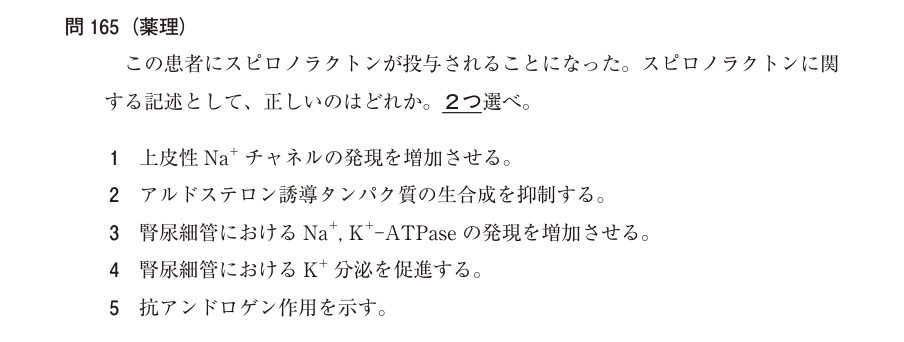 問 165（薬理）
この患者にスピロノラクトンが投与されることになった。スピロノラクトンに関
する記述として、正しいのはどれか。２つ選べ。
1 上皮性 Na⁺ チャネルの発現を増加させる。
2 アルドステロン誘導タンパク質の生合成を抑制する。
3 腎尿細管における Na⁺, K⁺−ATPase の発現を増加させる。
4 腎尿細管における K⁺ 分泌を促進する。
5 抗アンドロゲン作用を示す。